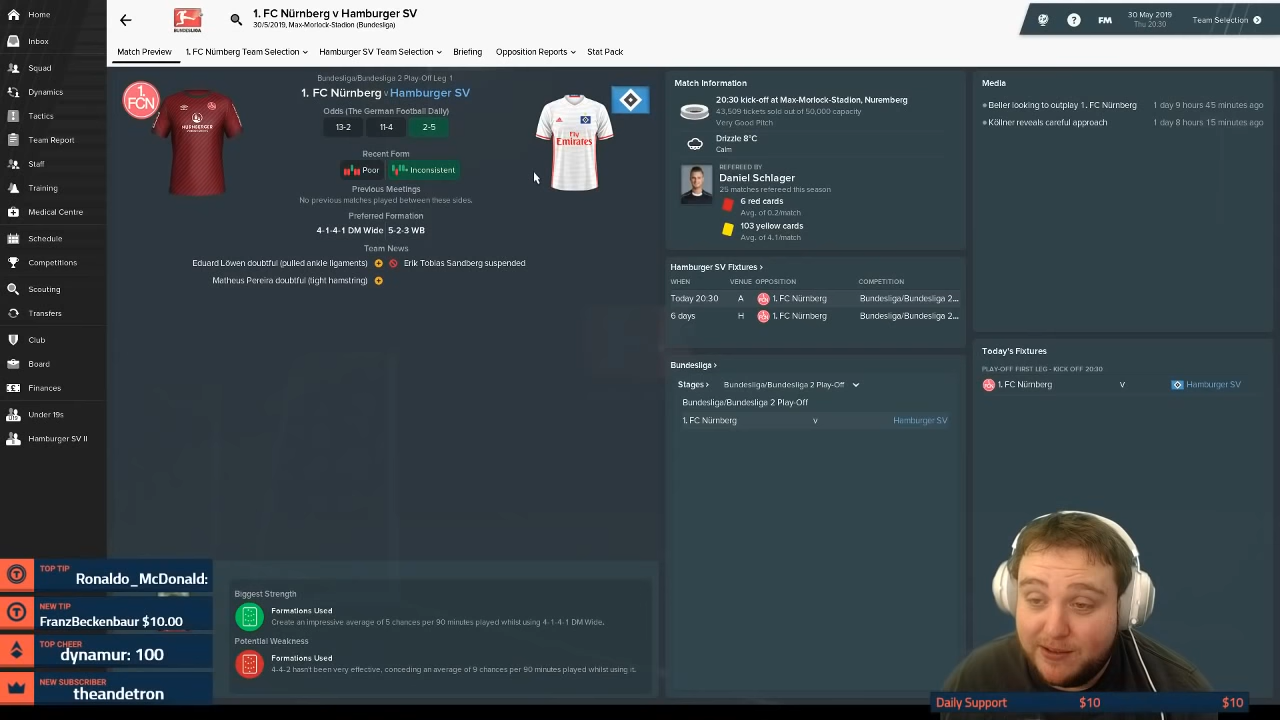 1. FC Nürnberg v Hamburger SV
30/5/2019, Max-Morlock-Stadion (Bundesliga)
30 May 2019
Thu 20:30
Team Selection
FM
?
BUNDESLIGA
Match Preview
1. FC Nürnberg Team Selection
Hamburger SV Team Selection
Briefing
Opposition Reports
Stat Pack
Home
Inbox
Squad
Dynamics
Tactics
Team Report
Staff
Training
Medical Centre
Schedule
Competitions
Scouting
Transfers
Club
Board
Finances
Under 19s
Hamburger SV II
Bundesliga/Bundesliga 2 Play-Off Leg 1
1. FC Nürnberg v Hamburger SV
Odds (The German Football Daily)
13-2 11-4 2-5
Recent Form
Poor Inconsistent
Previous Meetings
No previous matches played between these sides.
Preferred Formation
4-1-4-1 DM Wide 5-2-3 WB
Team News
Eduard Löwen doubtful (pulled ankle ligaments) Erik Tobias Sandberg suspended
Matheus Pereira doubtful (tight hamstring)
1.
FCN
Fly
Emirates
Biggest Strength
Formations Used
Create an impressive average of 5 chances per 90 minutes played whilst using 4-1-4-1 DM Wide.
Potential Weakness
Formations Used
4-4-2 hasn't been very effective, conceding an average of 9 chances per 90 minutes played whilst using it.
Match Information
20:30 kick-off at Max-Morlock-Stadion, Nuremberg
43,509 tickets sold out of 50,000 capacity
Very Good Pitch
Drizzle 8°C
Calm
REFEREED BY
Daniel Schlager
25 matches refereed this season
6 red cards
Avg. of 0.2/match
103 yellow cards
Avg. of 4.1/match
Hamburger SV Fixtures
WHEN VENUE OPPOSITION COMPETITION
Today 20:30 A 1. FC Nürnberg Bundesliga/Bundesliga 2...
6 days H 1. FC Nürnberg Bundesliga/Bundesliga 2...
Bundesliga
Stages Bundesliga/Bundesliga 2 Play-Off
Bundesliga/Bundesliga 2 Play-Off
1. FC Nürnberg v Hamburger SV
Media
Beller looking to outplay 1. FC Nürnberg 1 day 9 hours 45 minutes ago
Köllner reveals careful approach 1 day 8 hours 15 minutes ago
Today's Fixtures
PLAY-OFF FIRST LEG - KICK OFF 20:30
1. FC Nürnberg v Hamburger SV
TOP TIP
Ronaldo_McDonald:
NEW TIP
FranzBeckenbaur $10.00
TOP CHEER
dynamur: 100
NEW SUBSCRIBER
theandetron
Daily Support $10 $10